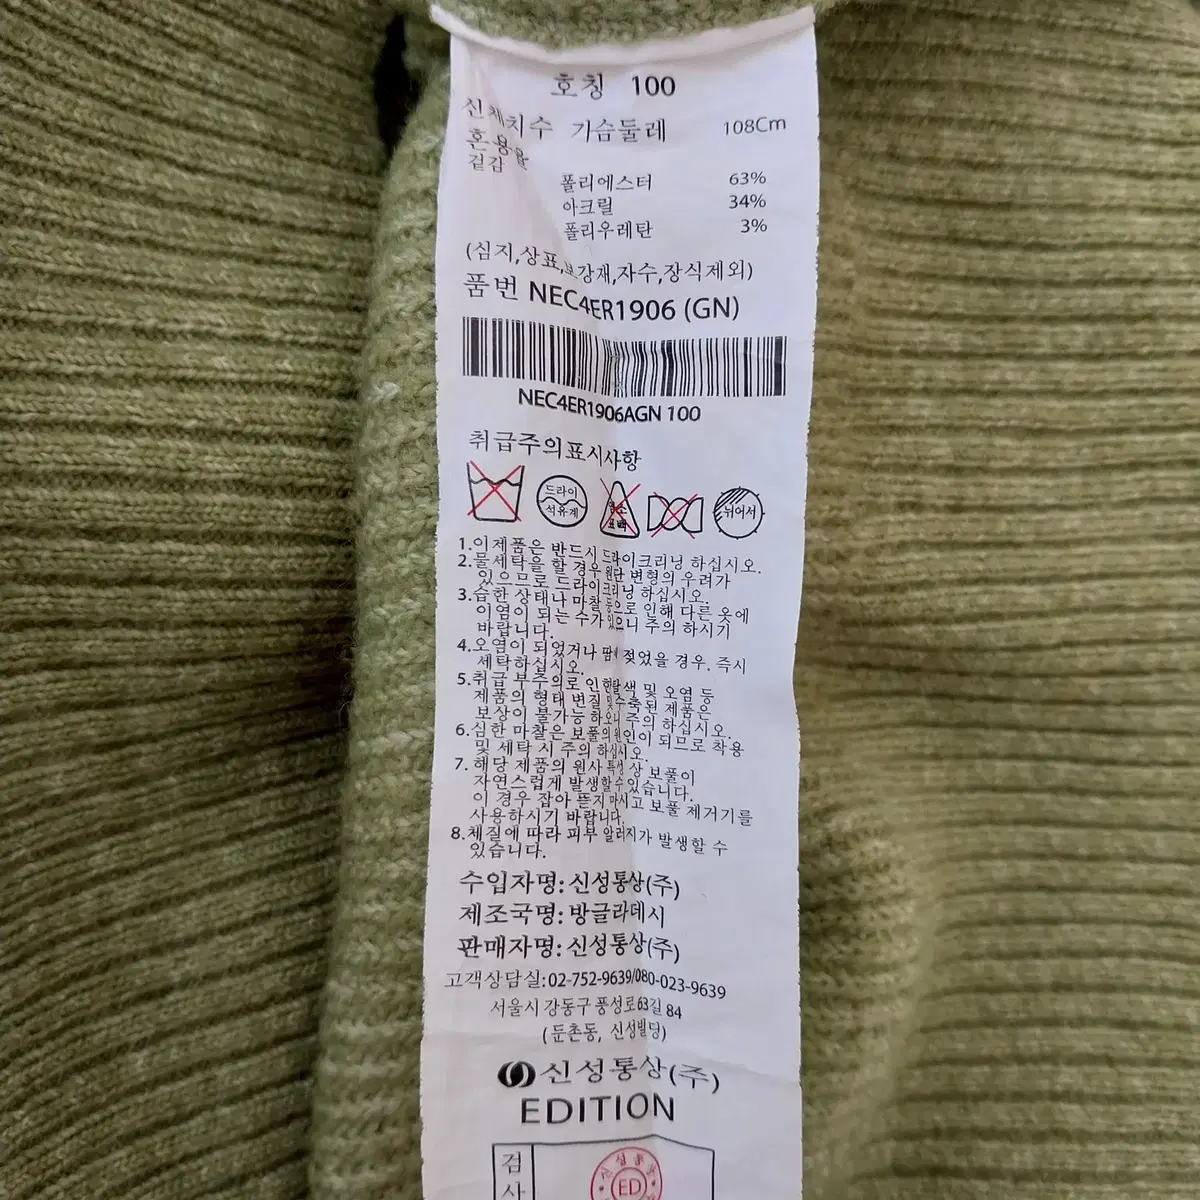 호칭 100
신체치수 가슴둘레 108Cm
혼용율
겉감
폴리에스터 63%
아크릴 34%
폴리우레탄 3%
(심지,상표,보강재,자수,장식제외)
품번 NEC4ER1906 (GN)
NEC4ER1906AGN 100
취급주의표시사항
드라이
석유계
염소
표백
뉘어서
1.이제품은 반드시 드라이크리닝 하십시오.
2.물세탁을 할 경우 원단 변형의 우려가
있으므로 드라이크리닝 하십시오.
3.습한 상태나 마찰 등으로 인해 다른 옷에
이염이 되는 수가 있으니 주의 하시기
바랍니다.
4.오염이 되었거나 땀에 젖었을 경우. 즉시
세탁하십시오.
5.취급 부주의로 인한 탈색 및 오염 등
제품의 형태 변질 및 수축된 제품은
보상이 불가능 하오니 주의 하십시오.
6.심한 마찰은 보풀의 원인이 되므로 착용
및 세탁 시 주의 하십시오.
7. 해당 제품의 원사 특성 상 보풀이
자연스럽게 발생할 수 있습니다.
이 경우 잡아 뜯지 마시고 보풀 제거기를
사용하시기 바랍니다.
8.체질에 따라 피부 알러지가 발생할 수
있습니다.
수입자명: 신성통상(주)
제조국명: 방글라데시
판매자명: 신성통상(주)
고객상담실:02-752-9639/080-023-9639
서울시 강동구 풍성로63길 84
(둔촌동, 신성빌딩)
신성통상(주)
EDITION
검
사
신성통상
ED